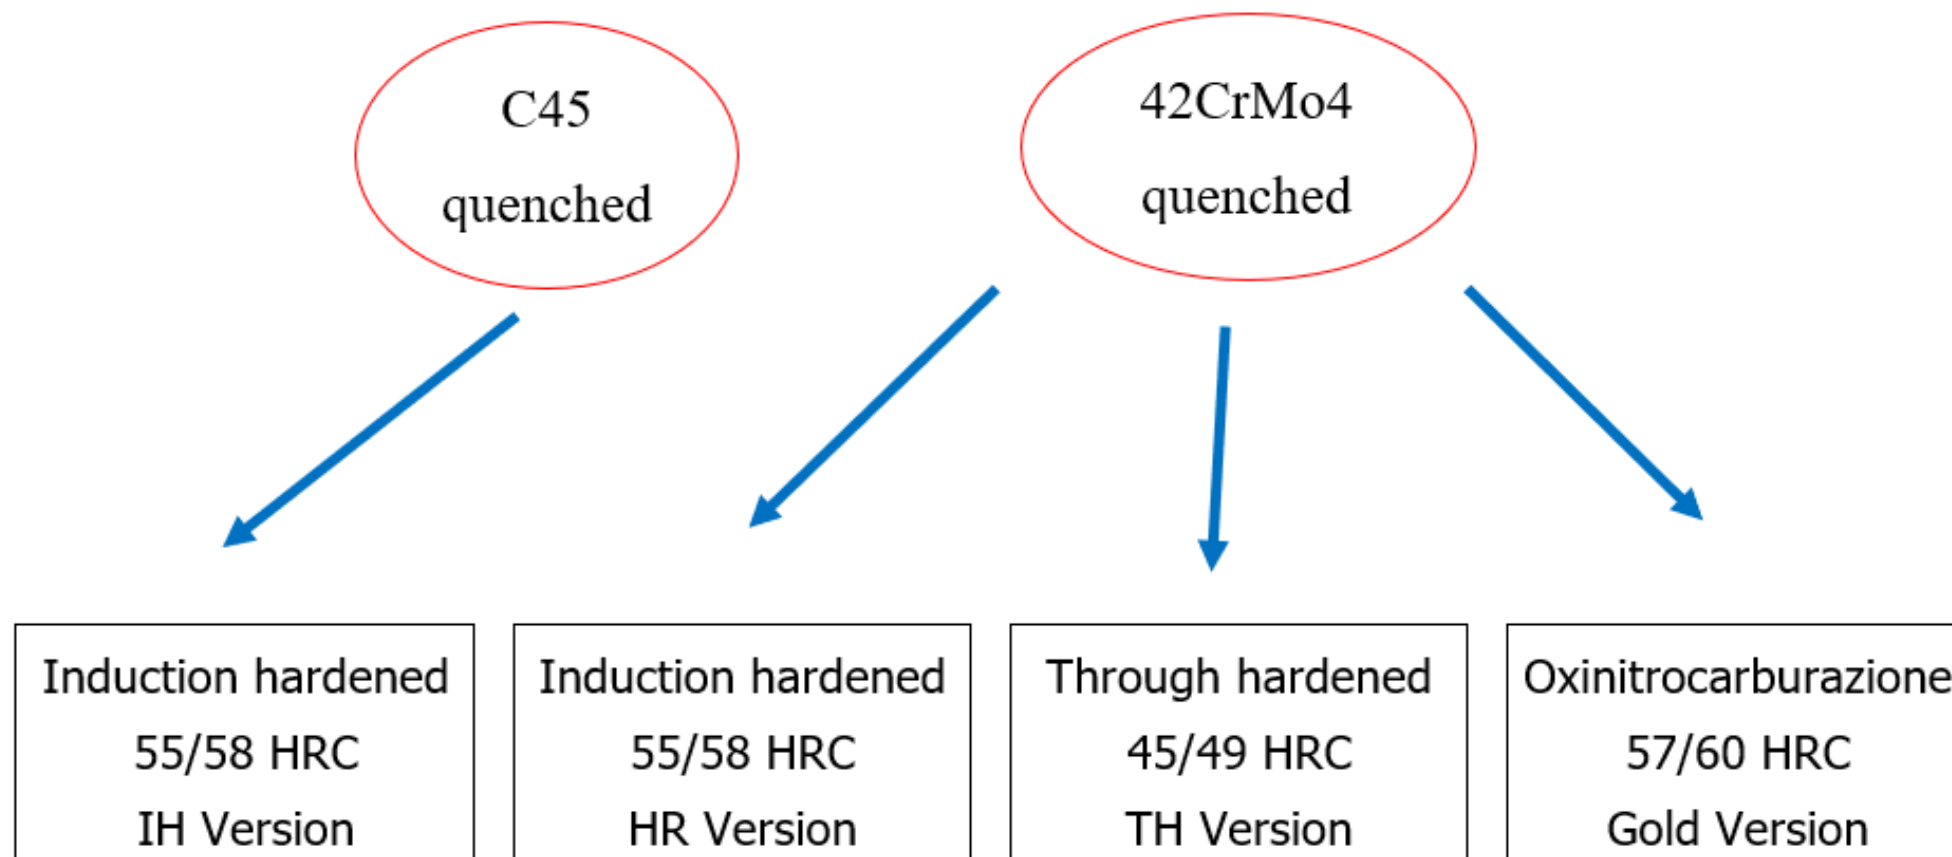 C45
quenched
42CrMo4
quenched
Induction hardened
55/58 HRC
IH Version
Induction hardened
55/58 HRC
HR Version
Through hardened
45/49 HRC
TH Version
Oxinitrocarburazione
57/60 HRC
Gold Version